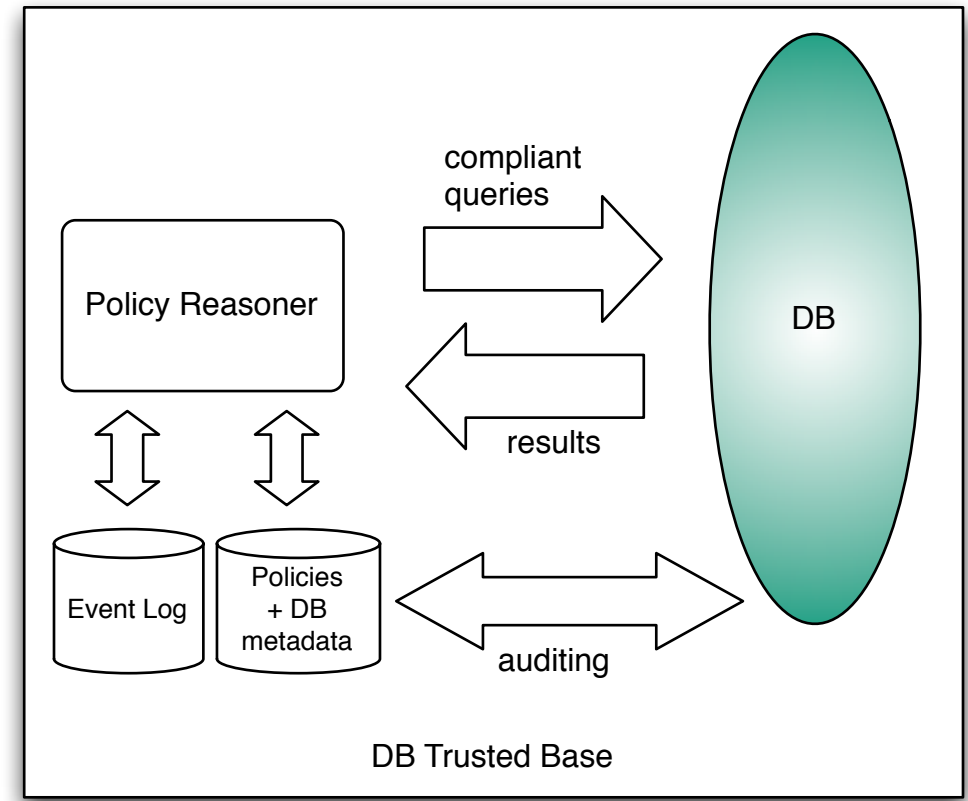 compliant
queries
Policy Reasoner
DB
results
Event Log
Policies
+ DB
metadata
auditing
DB Trusted Base